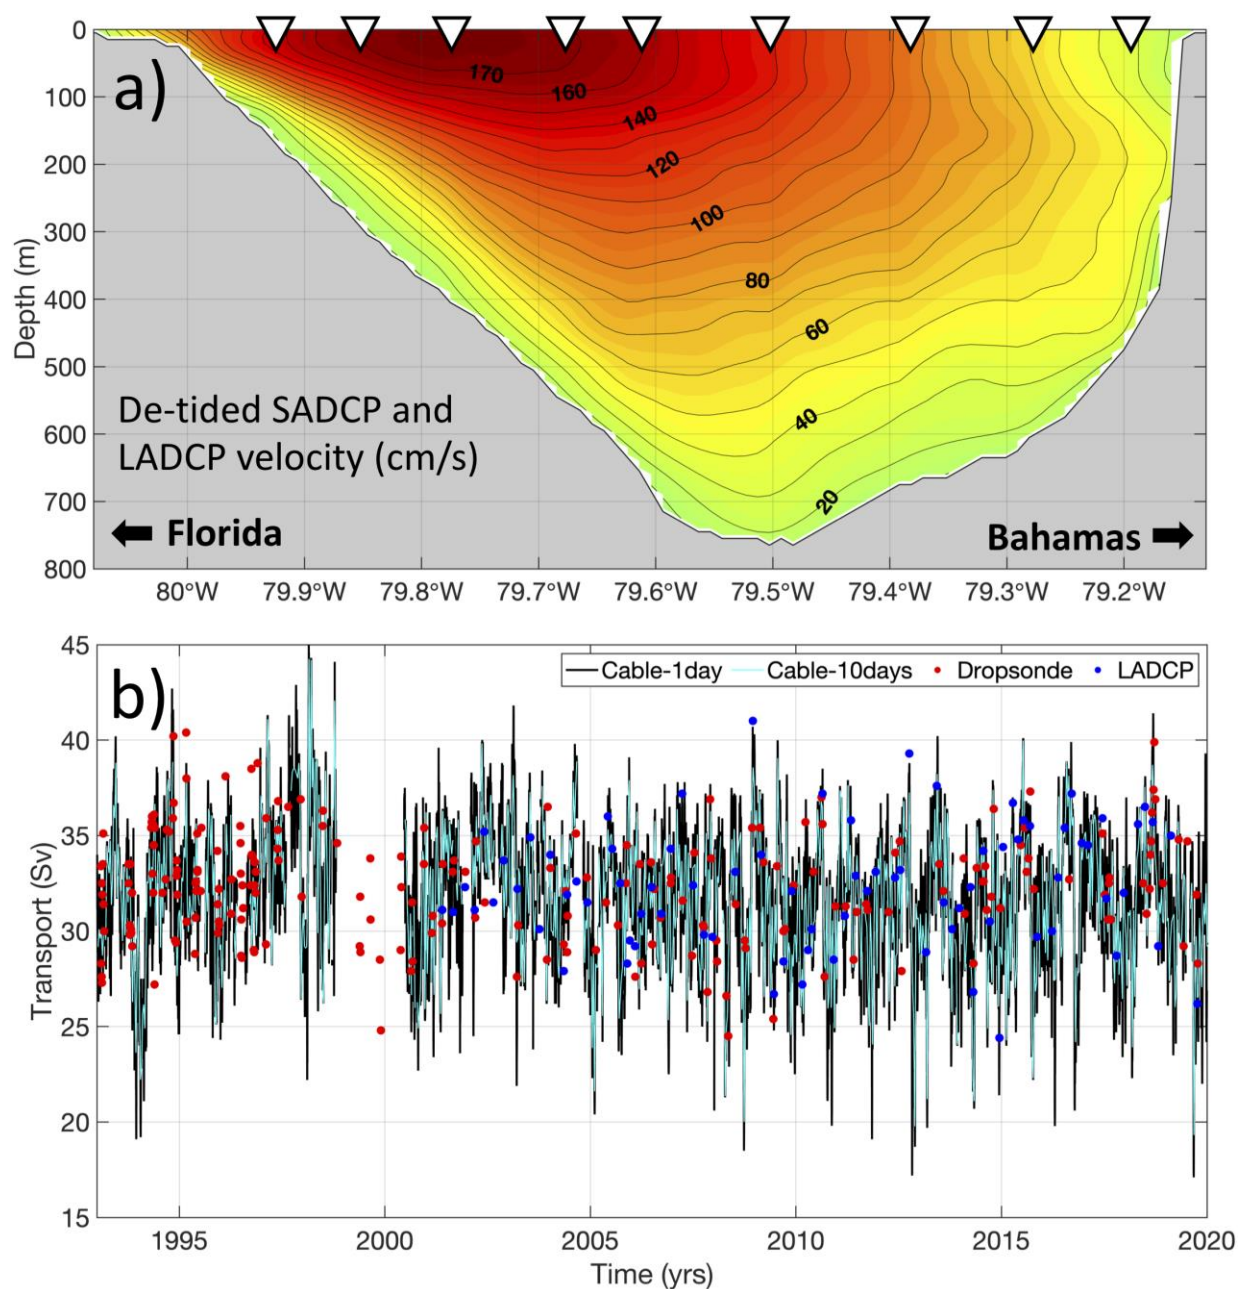 0
100
200
300
400
500
600
700
800
Depth (m)
a)
170
160
140
120
100
80
60
40
20
De-tided SADCP and
LADCP velocity (cm/s)
Florida
Bahamas
80°W 79.9°W 79.8°W 79.7°W 79.6°W 79.5°W 79.4°W 79.3°W 79.2°W
45
40
35
30
25
20
15
Transport (Sv)
b)
Cable-1day Cable-10days Dropsonde LADCP
1995 2000 2005 2010 2015 2020
Time (yrs)